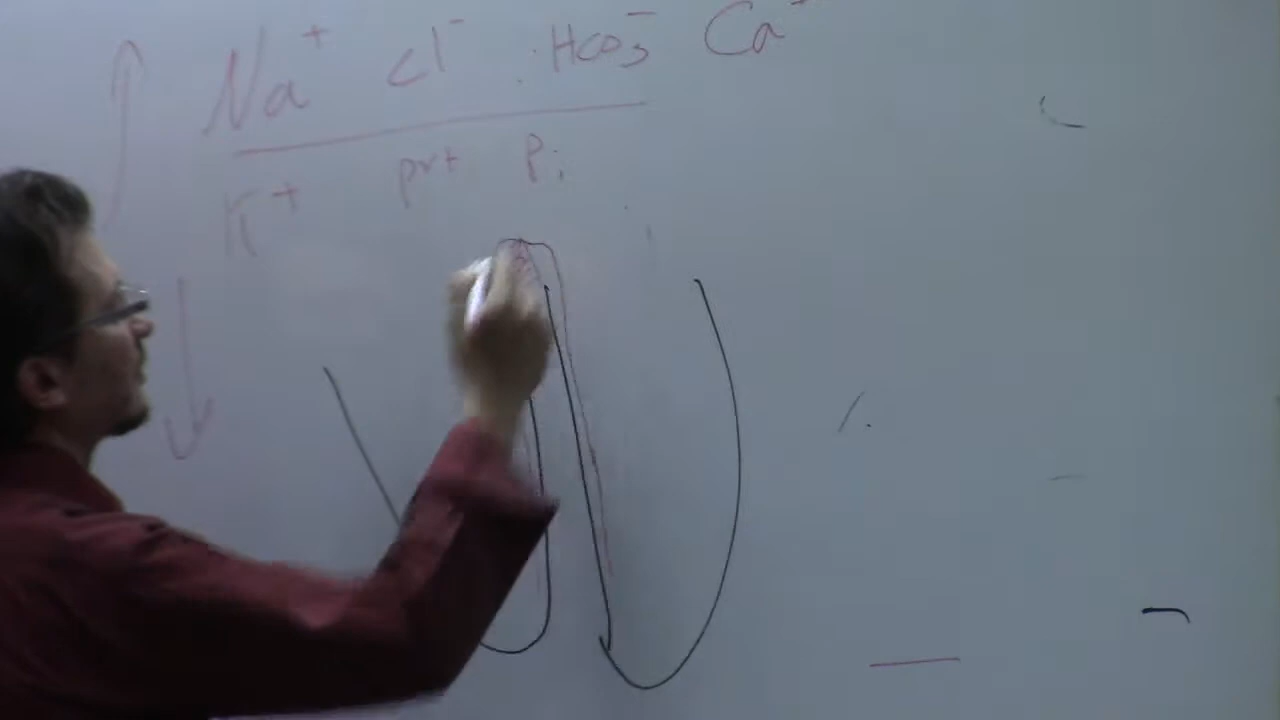 Na⁺ Cl⁻ . HCO₃⁻ Ca⁺
K⁺ prt Pi